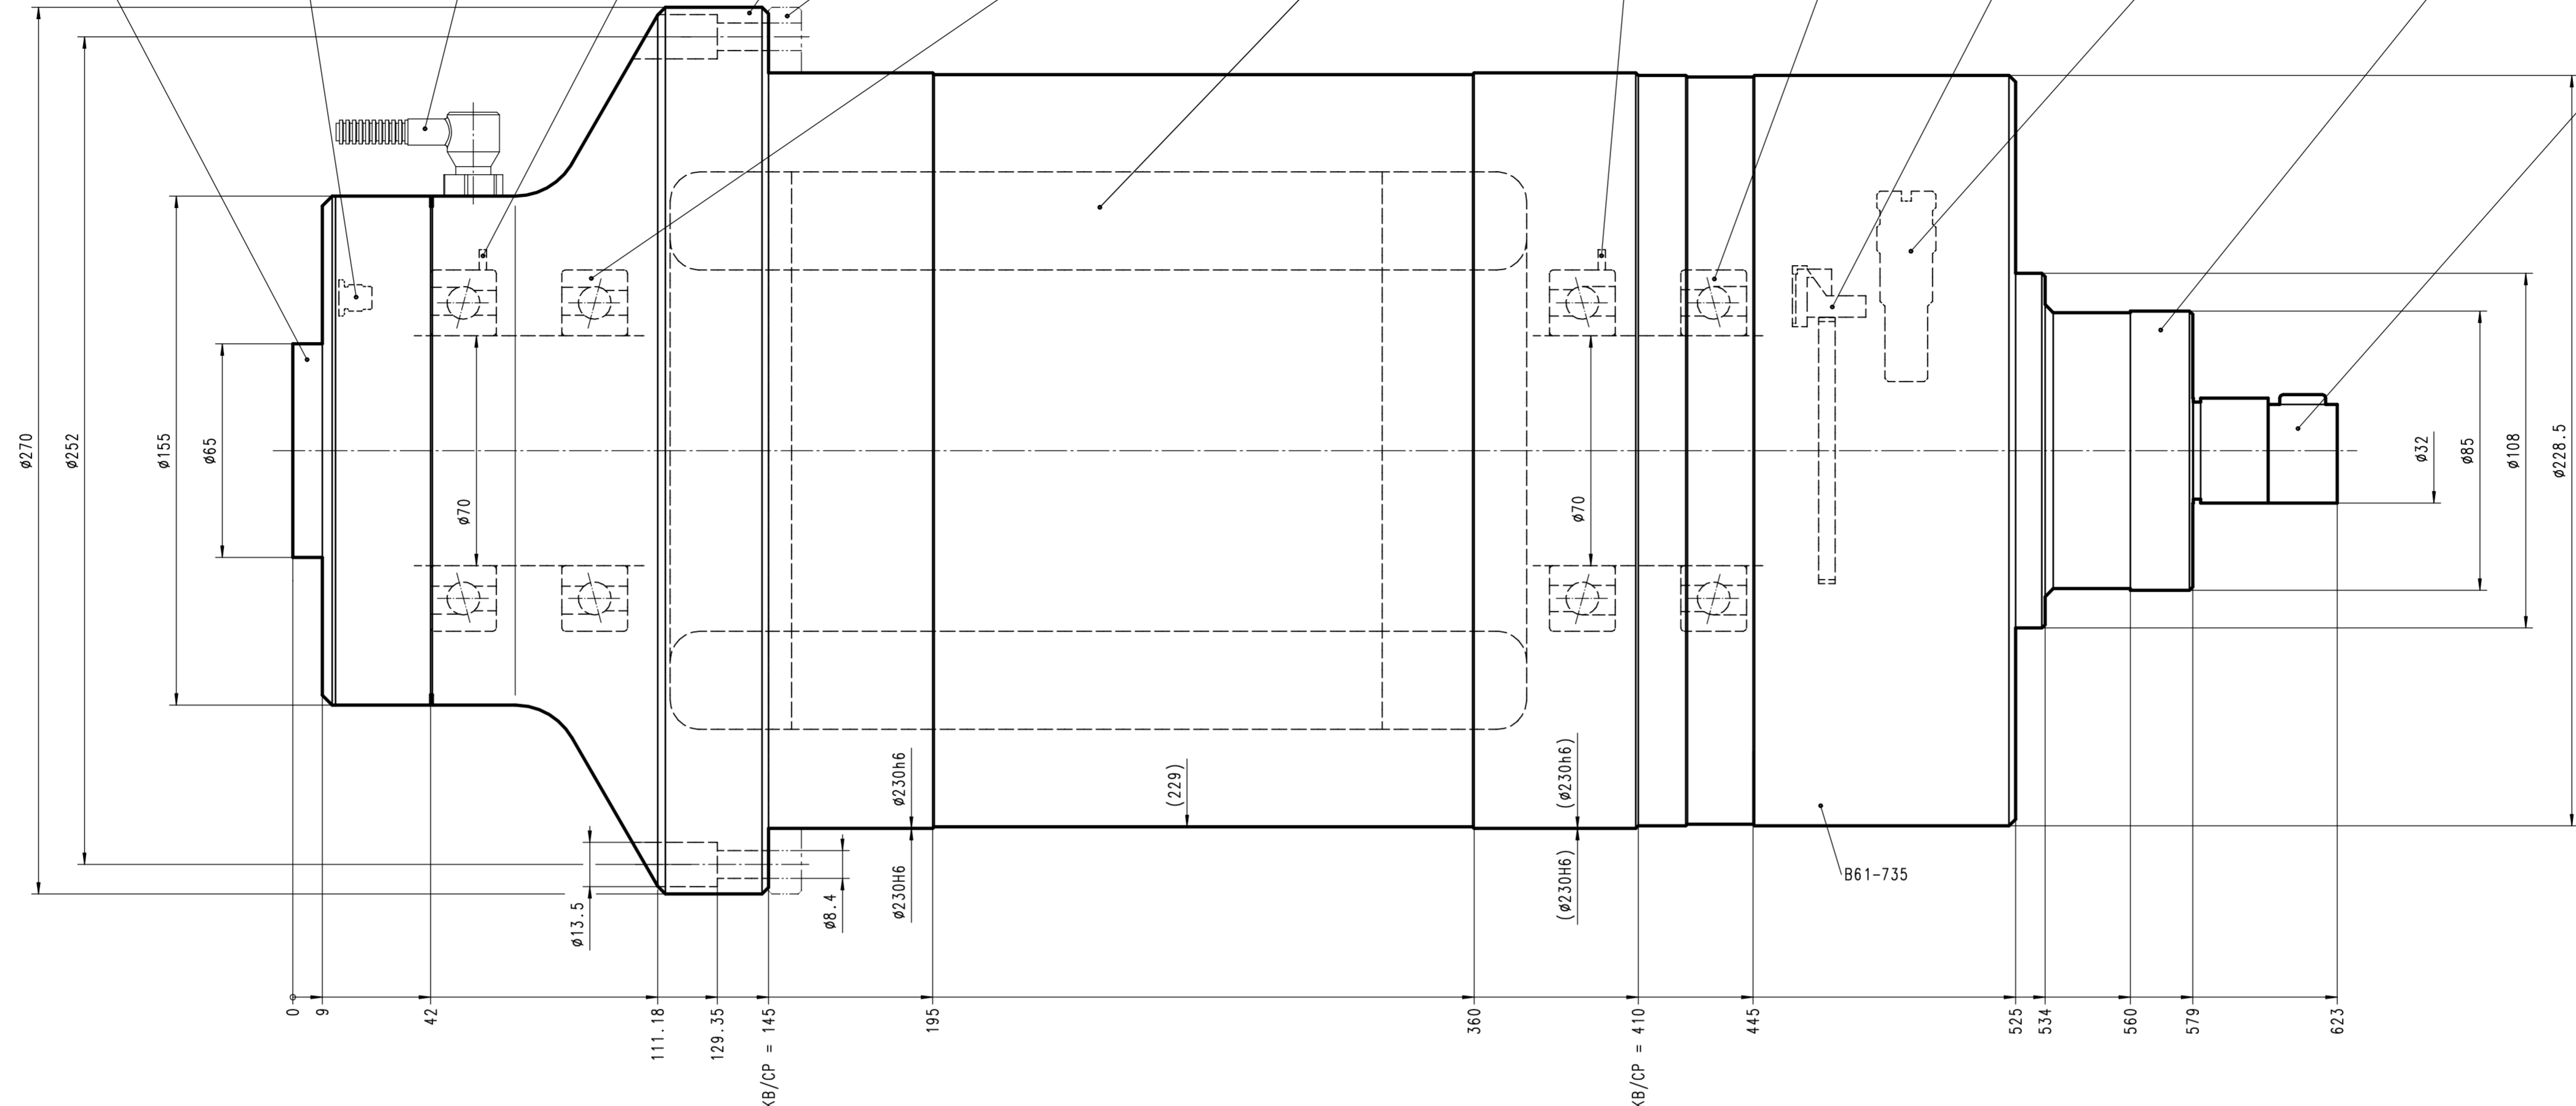 ø270
ø252
ø155
ø65
ø70
ø70
ø32
ø85
ø108
ø228.5
ø13.5
ø8.4
ø230h6
ø230H6
(229)
(ø230h6)
(ø230H6)
B61-735
0
9
42
111.18
129.35
KB/CP = 145
195
360
KB/CP = 410
445
525
534
560
579
623